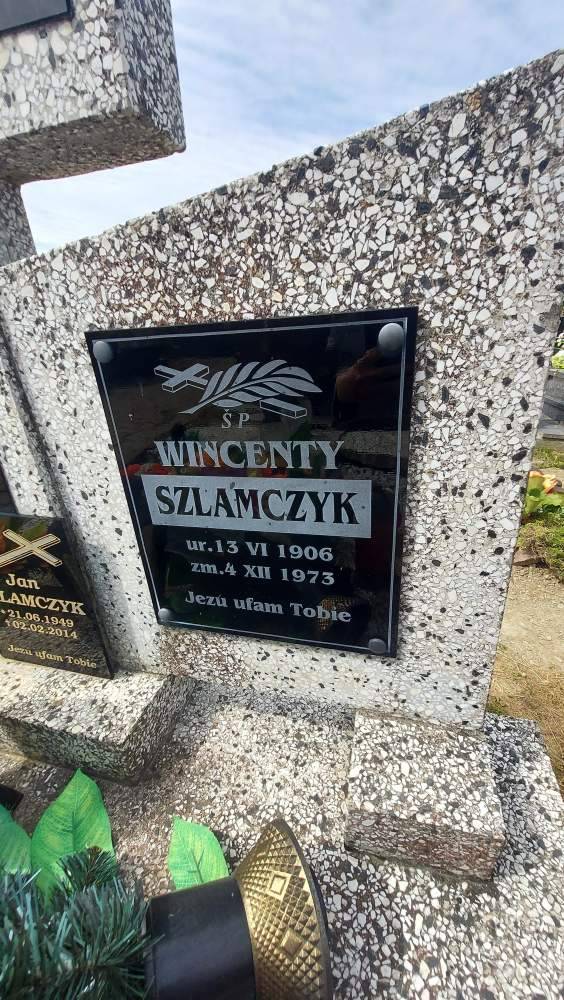 Ś P
WINCENTY
SZLAMCZYK
ur.13 VI 1906
zm.4 XII 1973
Jezu ufam Tobie
Jan
LAMCZYK
21.06.1949
†02.02.2014
Jezu ufam Tobie